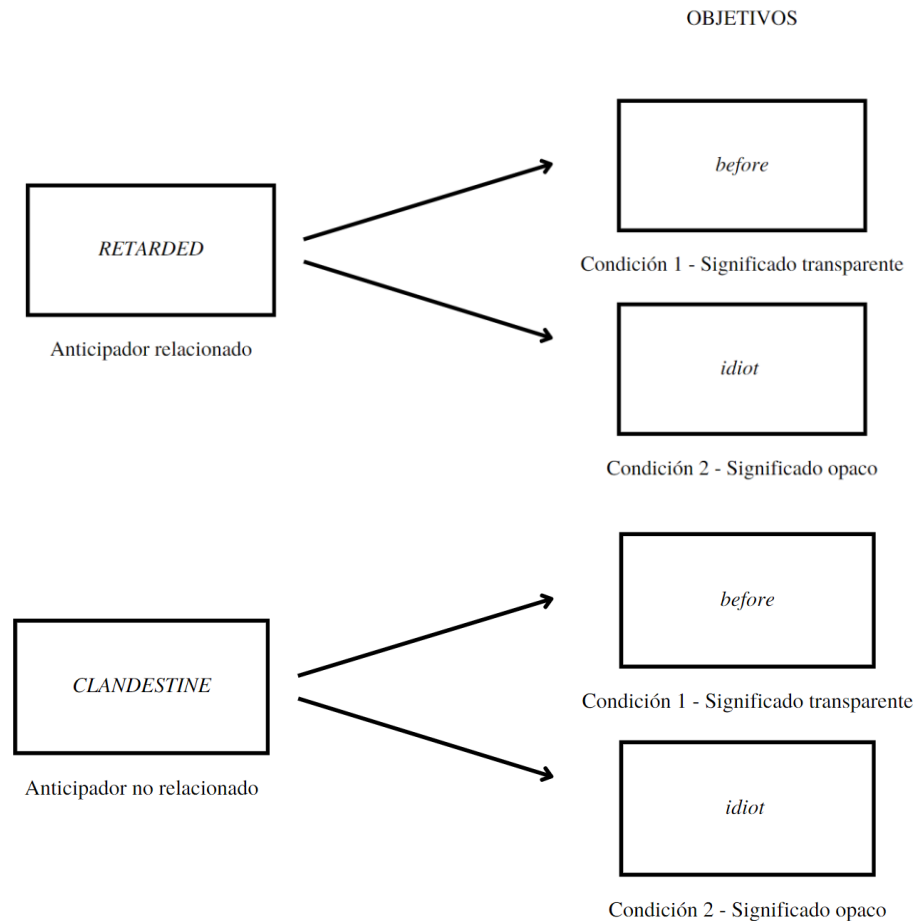 OBJETIVOS
before
RETARDED
Condición 1 - Significado transparente
Anticipador relacionado
idiot
Condición 2 - Significado opaco
before
CLANDESTINE
Condición 1 - Significado transparente
Anticipador no relacionado
idiot
Condición 2 - Significado opaco